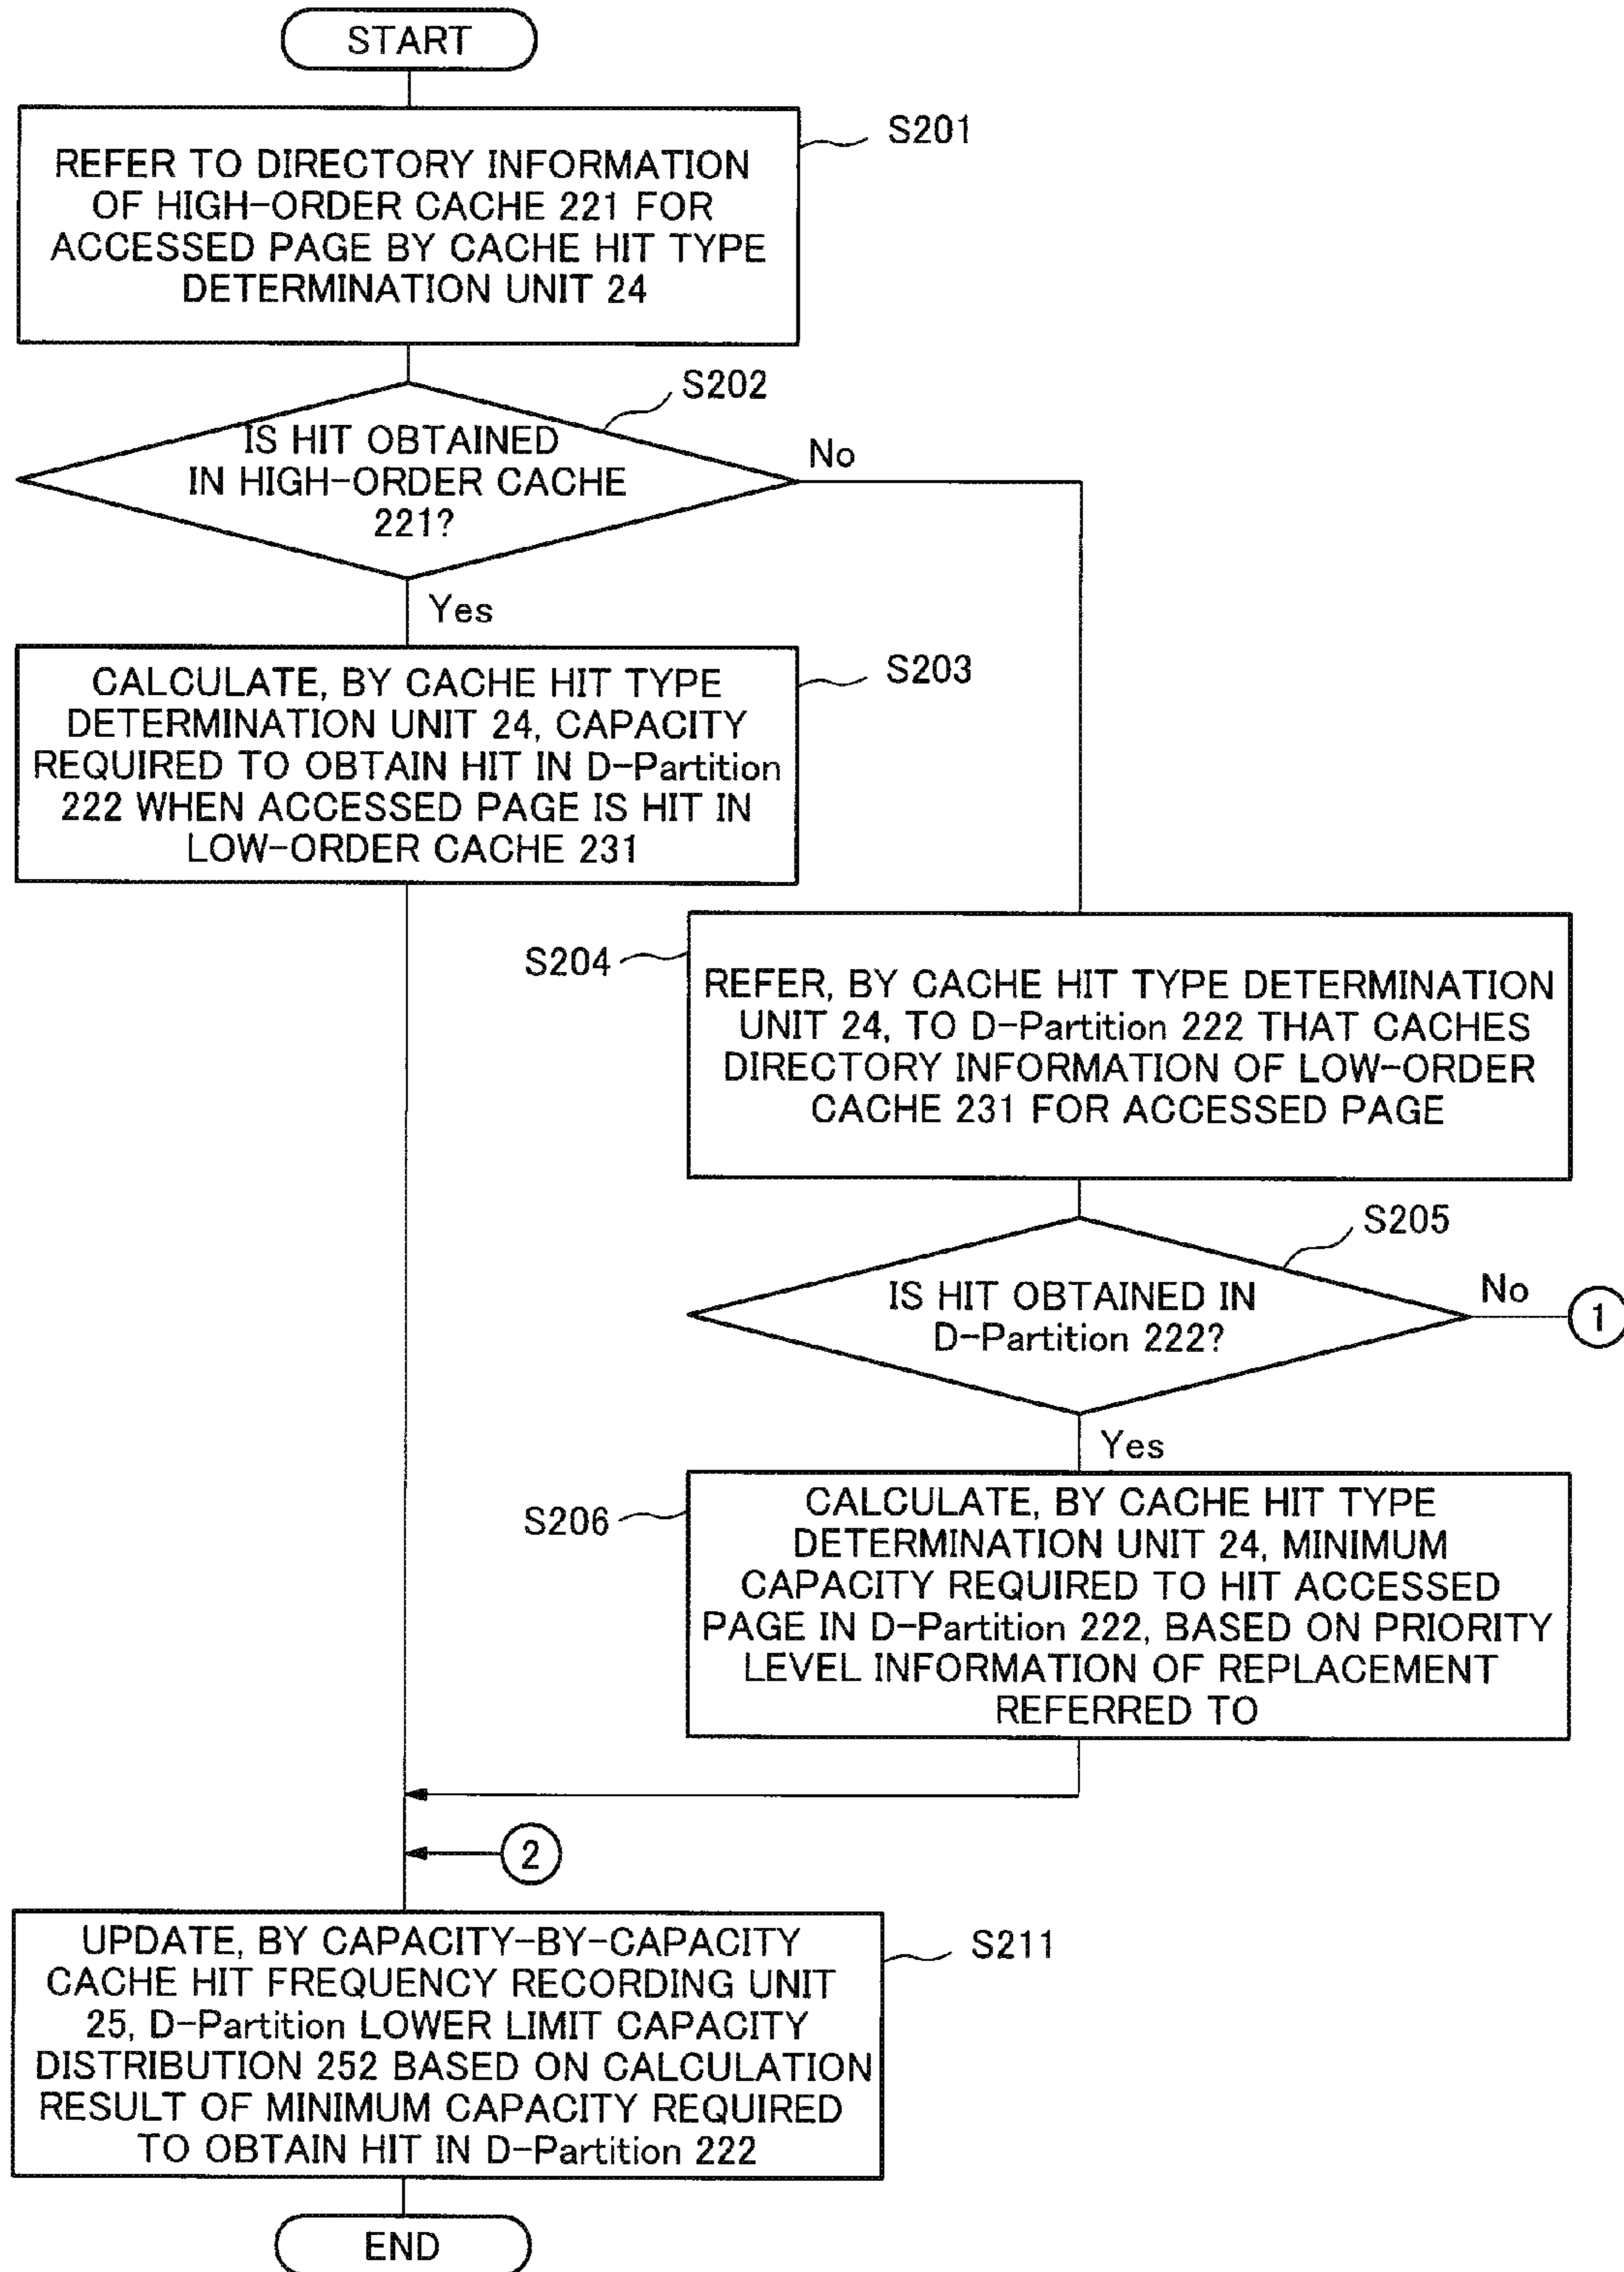 START
S201
REFER TO DIRECTORY INFORMATION
OF HIGH-ORDER CACHE 221 FOR
ACCESSED PAGE BY CACHE HIT TYPE
DETERMINATION UNIT 24
S202
IS HIT OBTAINED
IN HIGH-ORDER CACHE
221?
No
Yes
S203
CALCULATE, BY CACHE HIT TYPE
DETERMINATION UNIT 24, CAPACITY
REQUIRED TO OBTAIN HIT IN D-Partition
222 WHEN ACCESSED PAGE IS HIT IN
LOW-ORDER CACHE 231
S204
REFER, BY CACHE HIT TYPE DETERMINATION
UNIT 24, TO D-Partition 222 THAT CACHES
DIRECTORY INFORMATION OF LOW-ORDER
CACHE 231 FOR ACCESSED PAGE
S205
IS HIT OBTAINED IN
D-Partition 222?
No
1
Yes
S206
CALCULATE, BY CACHE HIT TYPE
DETERMINATION UNIT 24, MINIMUM
CAPACITY REQUIRED TO HIT ACCESSED
PAGE IN D-Partition 222, BASED ON PRIORITY
LEVEL INFORMATION OF REPLACEMENT
REFERRED TO
2
S211
UPDATE, BY CAPACITY-BY-CAPACITY
CACHE HIT FREQUENCY RECORDING UNIT
25, D-Partition LOWER LIMIT CAPACITY
DISTRIBUTION 252 BASED ON CALCULATION
RESULT OF MINIMUM CAPACITY REQUIRED
TO OBTAIN HIT IN D-Partition 222
END